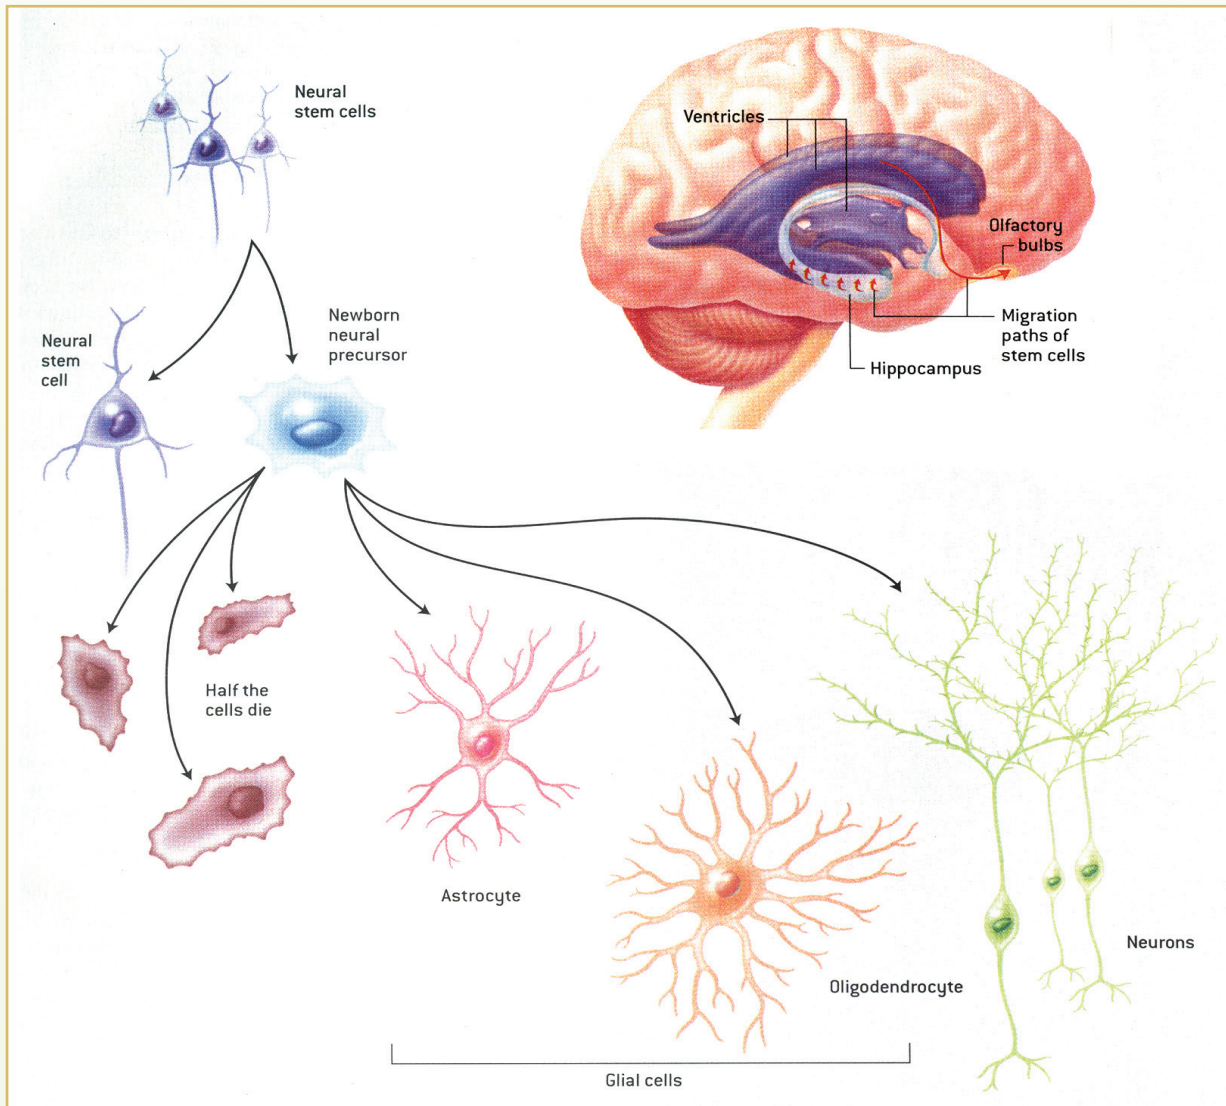 Neural
stem cells
Ventricles
Olfactory
bulbs
Migration
paths of
stem cells
Hippocampus
Neural
stem
cell
Newborn
neural
precursor
Half the
cells die
Astrocyte
Oligodendrocyte
Neurons
Glial cells